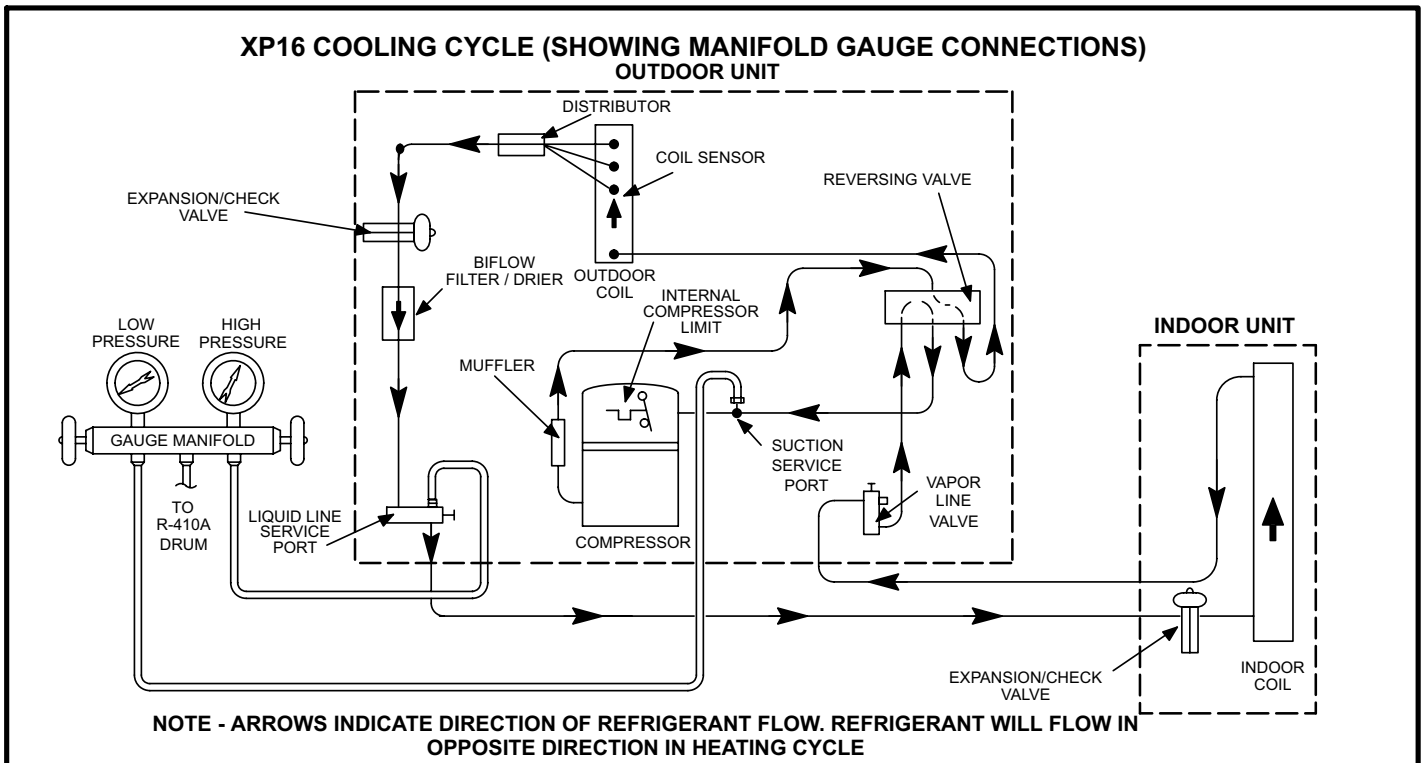 XP16 COOLING CYCLE (SHOWING MANIFOLD GAUGE CONNECTIONS)
OUTDOOR UNIT
DISTRIBUTOR
COIL SENSOR
REVERSING VALVE
EXPANSION/CHECK
VALVE
BIFLOW
FILTER / DRIER
OUTDOOR
COIL
INTERNAL
COMPRESSOR
LIMIT
LOW
PRESSURE
HIGH
PRESSURE
INDOOR UNIT
MUFFLER
GAUGE MANIFOLD
SUCTION
SERVICE
PORT
VAPOR
LINE
VALVE
TO
R-410A
DRUM
LIQUID LINE
SERVICE
PORT
COMPRESSOR
EXPANSION/CHECK
VALVE
INDOOR
COIL
NOTE - ARROWS INDICATE DIRECTION OF REFRIGERANT FLOW. REFRIGERANT WILL FLOW IN
OPPOSITE DIRECTION IN HEATING CYCLE